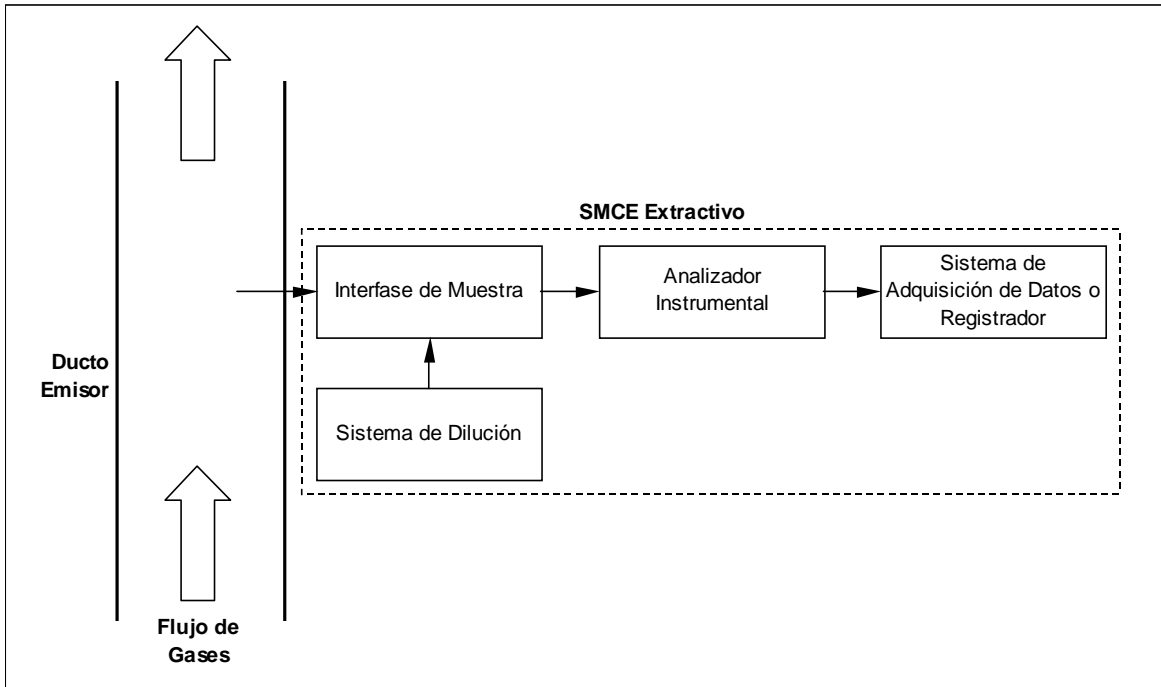 SMCE Extractivo
Interfase de Muestra
Analizador
Instrumental
Sistema de
Adquisición de Datos o
Registrador
Ducto
Emisor
Sistema de Dilución
Flujo de
Gases